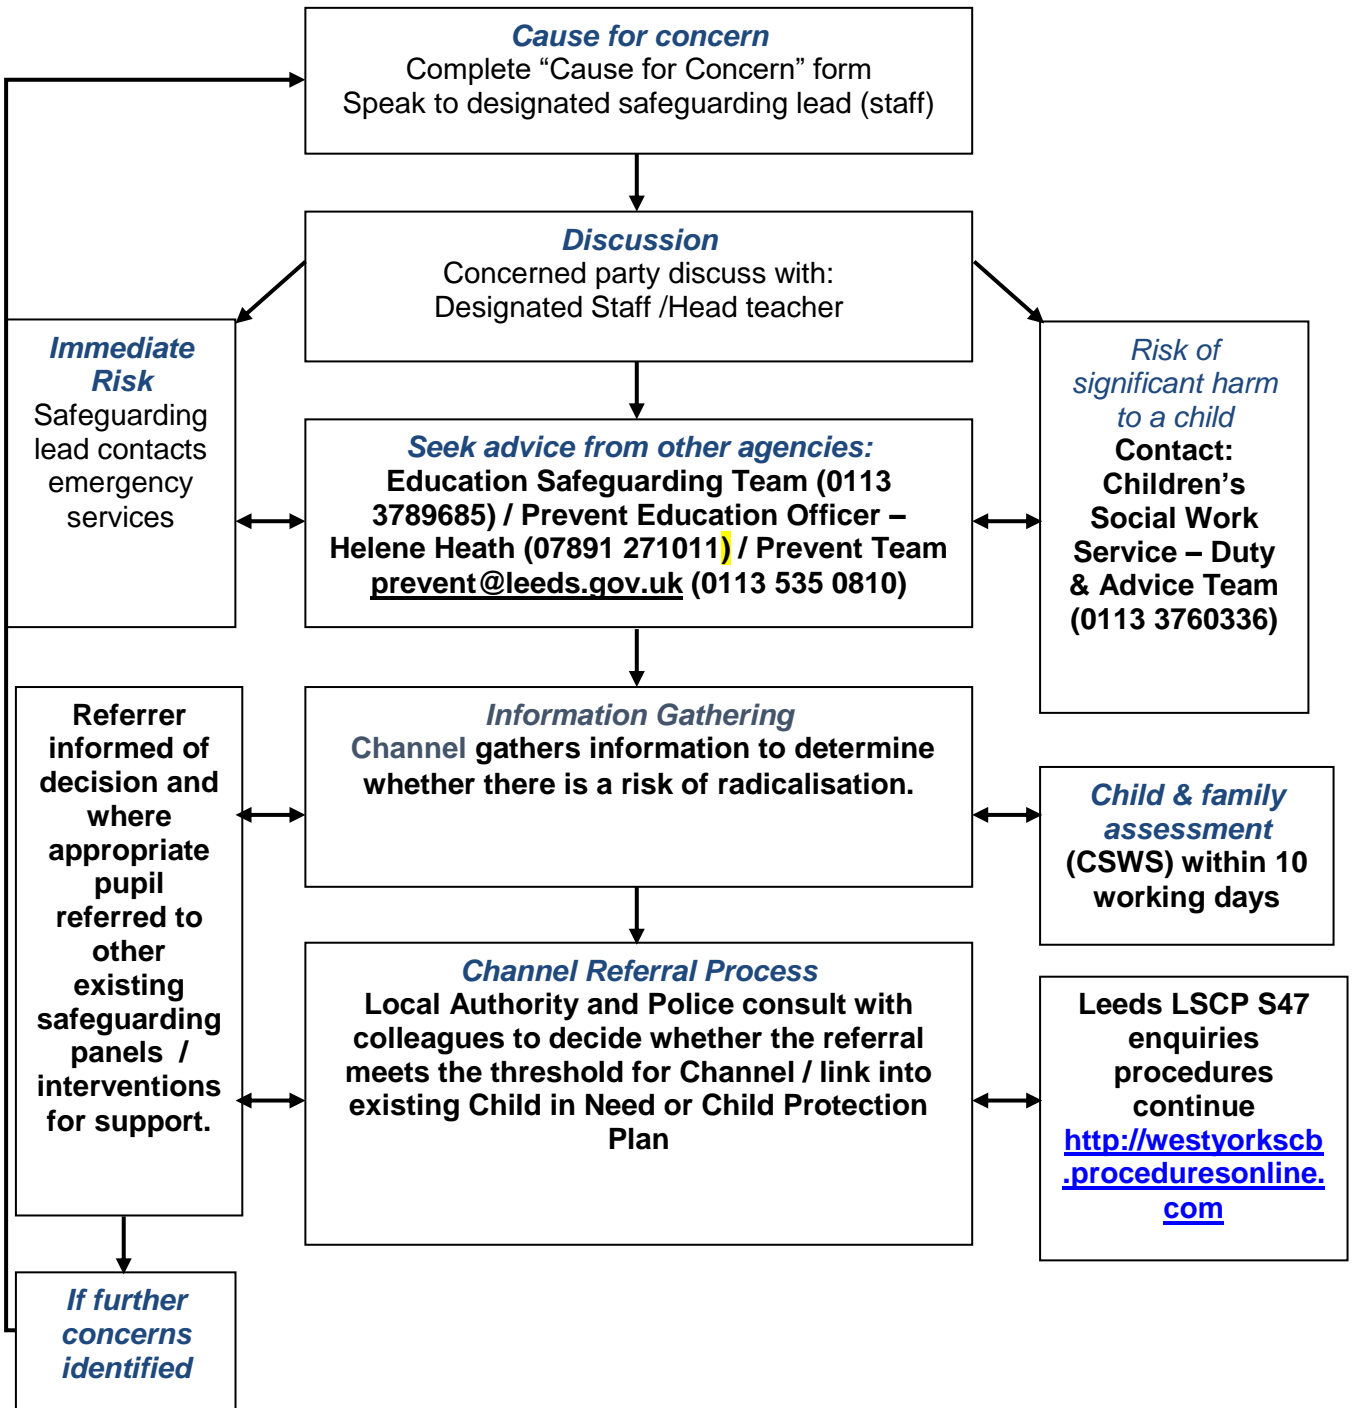 Cause for concern
Complete “Cause for Concern” form
Speak to designated safeguarding lead (staff)
Discussion
Concerned party discuss with:
Designated Staff /Head teacher
Immediate
Risk
Safeguarding
lead contacts
emergency
services
Seek advice from other agencies:
Education Safeguarding Team (0113
3789685) / Prevent Education Officer –
Helene Heath (07891 271011) / Prevent Team
prevent@leeds.gov.uk (0113 535 0810)
Risk of
significant harm
to a child
Contact:
Children’s
Social Work
Service – Duty
& Advice Team
(0113 3760336)
Referrer
informed of
decision and
where
appropriate
pupil
referred to
other
existing
safeguarding
panels /
interventions
for support.
Information Gathering
Channel gathers information to determine
whether there is a risk of radicalisation.
Child & family
assessment
(CSWS) within 10
working days
Channel Referral Process
Local Authority and Police consult with
colleagues to decide whether the referral
meets the threshold for Channel / link into
existing Child in Need or Child Protection
Plan
Leeds LSCP S47
enquiries
procedures
continue
http://westyorkscb
.proceduresonline.
com
If further
concerns
identified